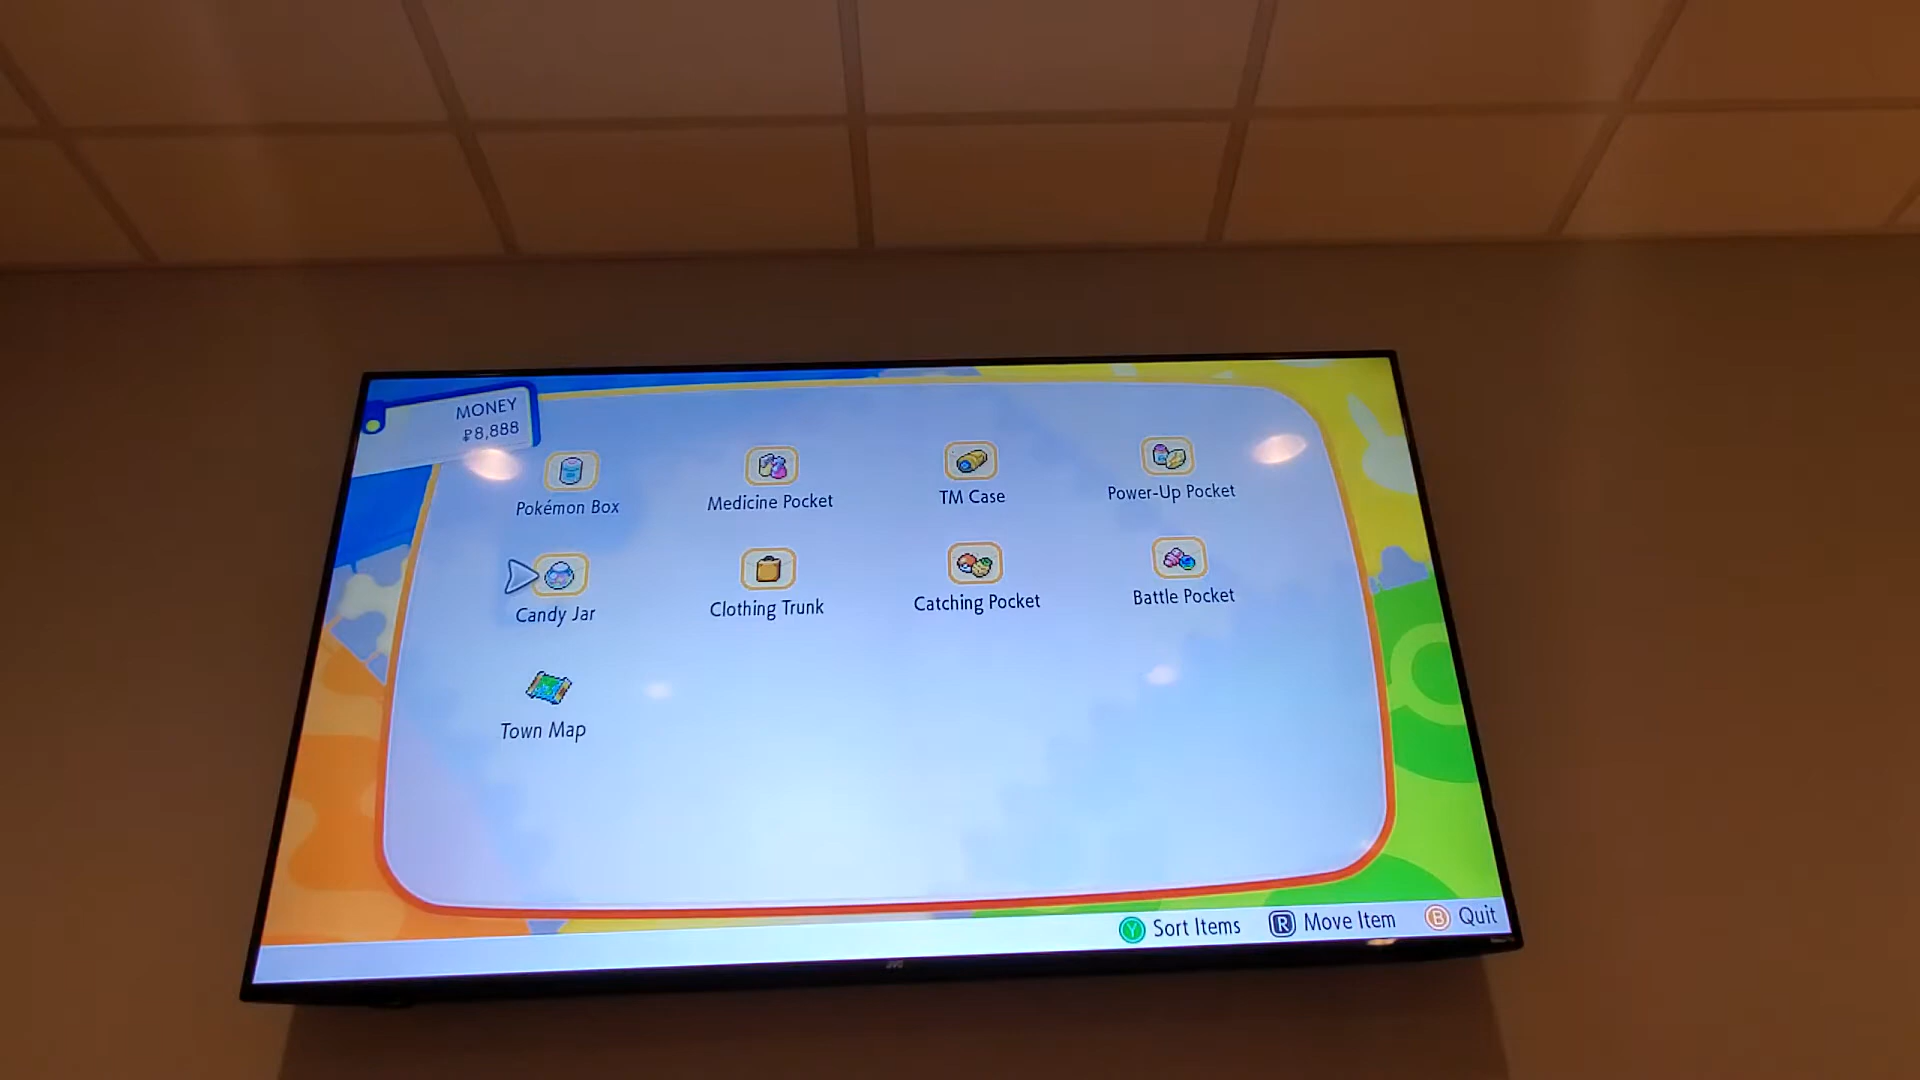 MONEY
₽8,888
Pokémon Box
Medicine Pocket
TM Case
Power-Up Pocket
Candy Jar
Clothing Trunk
Catching Pocket
Battle Pocket
Town Map
Y Sort Items R Move Item B Quit
JVC